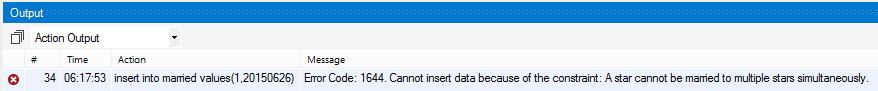 Output
Action Output
# Time Action Message
34 06:17:53 insert into married values(1,20150626) Error Code: 1644. Cannot insert data because of the constraint: A star cannot be married to multiple stars simultaneously.